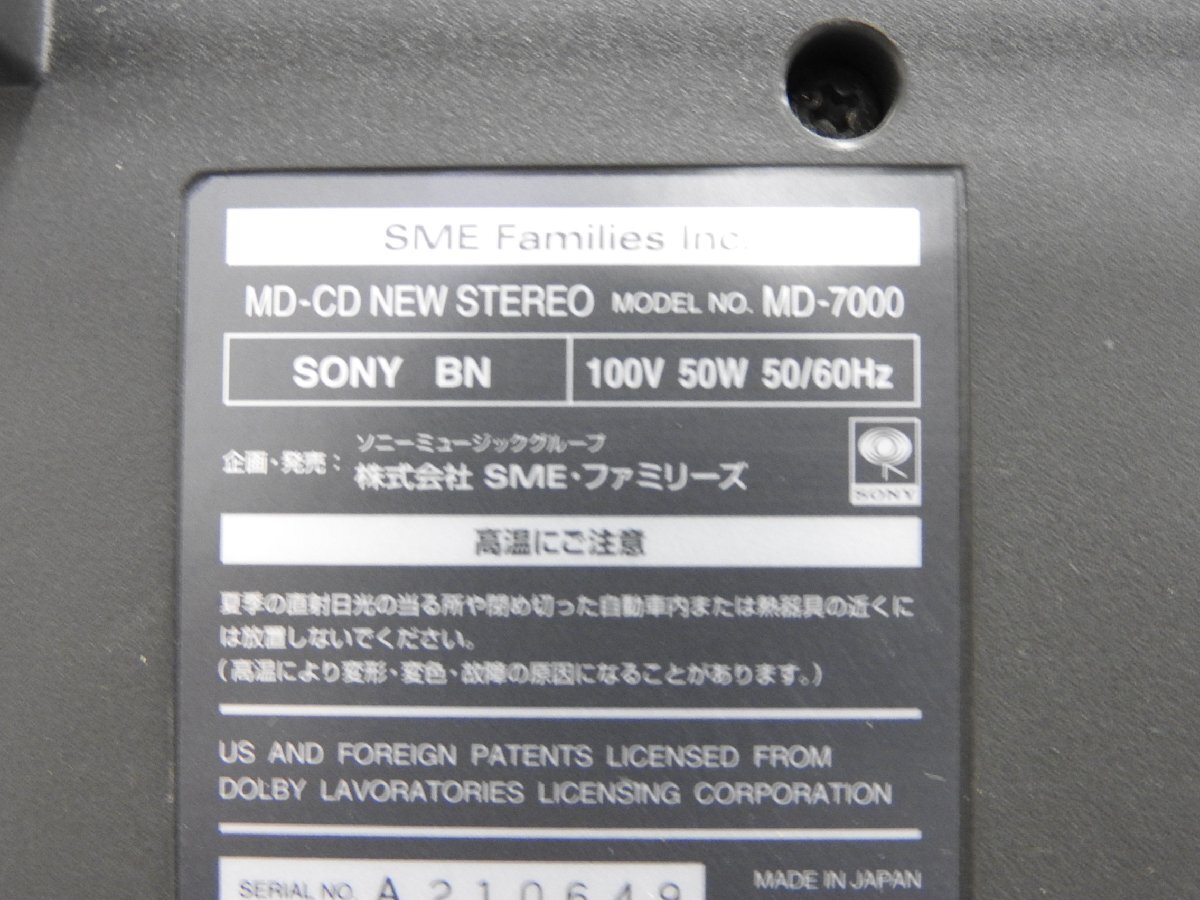 SME Families Inc.
MD-CD NEW STEREO MODEL NO. MD-7000
SONY BN 100V 50W 50/60Hz
ソニーミュージックグループ
企画・発売: 株式会社 SME・ファミリーズ
SONY
高温にご注意
夏季の直射日光の当る所や閉め切った自動車内または熱器具の近くに
は放置しないでください。
(高温により変形・変色・故障の原因になることがあります。)
US AND FOREIGN PATENTS LICENSED FROM
DOLBY LAVORATORIES LICENSING CORPORATION
SERIAL NO. A 210649 MADE IN JAPAN